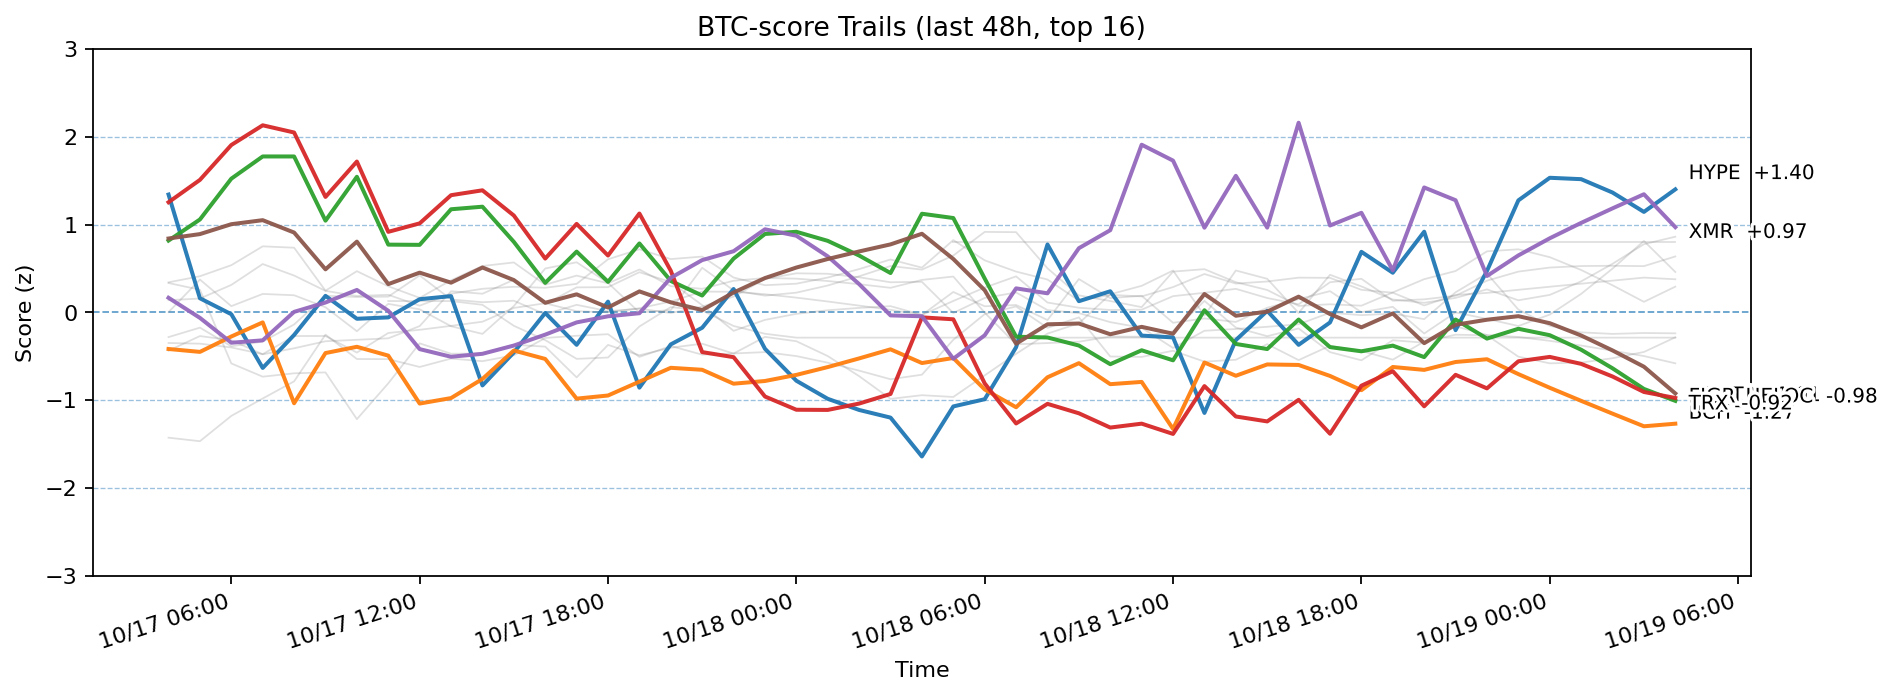 BTC-score Trails (last 48h, top 16)
Score (z)
3
2
1
0
−1
−2
−3
HYPE +1.40
XMR +0.97
-0.98
TRX -0.92
BCH -1.27
10/17 06:00
10/17 12:00
10/17 18:00
10/18 00:00
10/18 06:00
10/18 12:00
10/18 18:00
10/19 00:00
10/19 06:00
Time